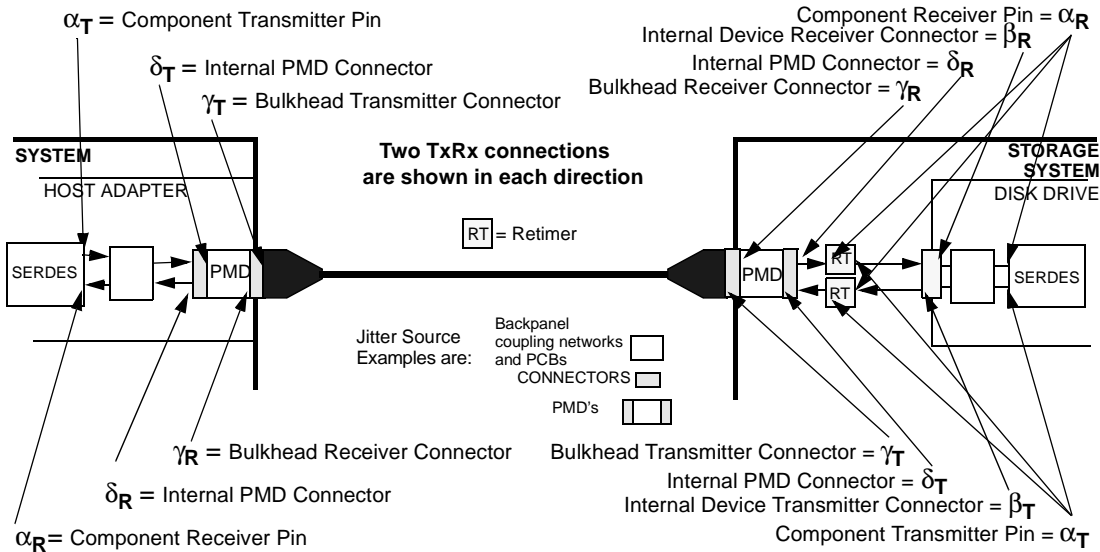 αT = Component Transmitter Pin
δT = Internal PMD Connector
γT = Bulkhead Transmitter Connector
Component Receiver Pin = αR
Internal Device Receiver Connector = βR
Internal PMD Connector = δR
Bulkhead Receiver Connector = γR
SYSTEM
HOST ADAPTER
Two TxRx connections
are shown in each direction
STORAGE
SYSTEM
DISK DRIVE
RT = Retimer
SERDES
PMD
PMD
RT
RT
SERDES
Jitter Source
Examples are:
Backpanel
coupling networks
and PCBs
CONNECTORS
PMD's
γR = Bulkhead Receiver Connector
δR = Internal PMD Connector
αR= Component Receiver Pin
Bulkhead Transmitter Connector = γT
Internal PMD Connector = δT
Internal Device Transmitter Connector = βT
Component Transmitter Pin = αT